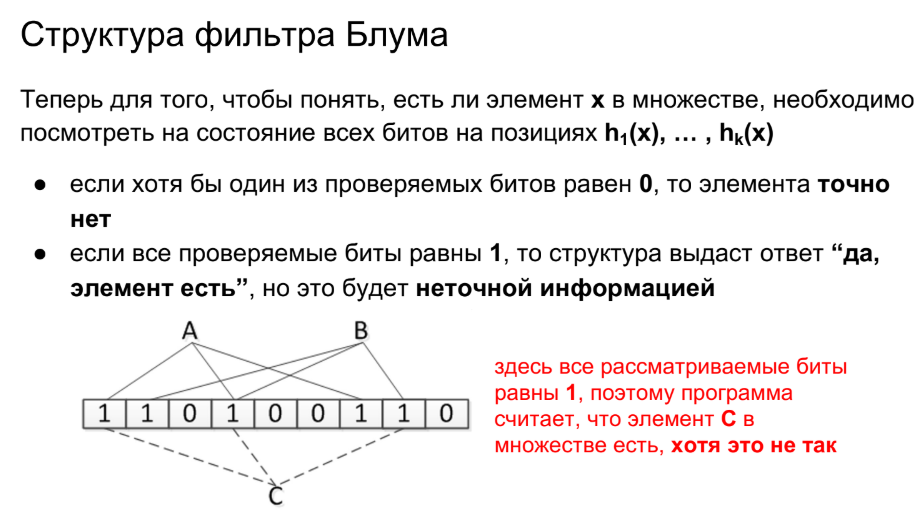 Структура фильтра Блума
Теперь для того, чтобы понять, есть ли элемент x в множестве, необходимо
посмотреть на состояние всех битов на позициях h₁(x), … , hₖ(x)
● если хотя бы один из проверяемых битов равен 0, то элемента точно
нет
● если все проверяемые биты равны 1, то структура выдаст ответ “да,
элемент есть”, но это будет неточной информацией
A B
1 1 0 1 0 0 1 1 0
C
здесь все рассматриваемые биты
равны 1, поэтому программа
считает, что элемент C в
множестве есть, хотя это не так